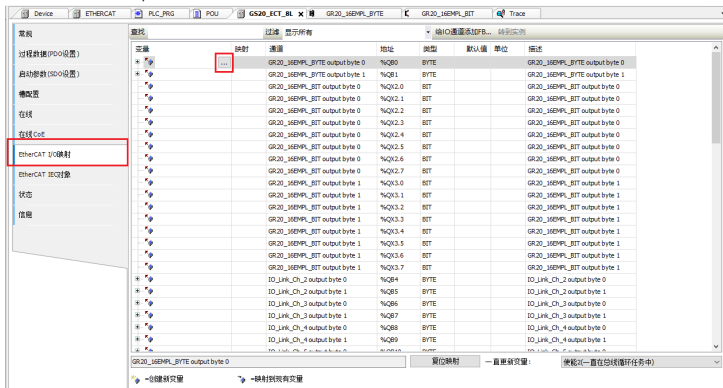 Device ETHERCAT PLC_PRG POU GS20_ECT_8L GR20_16EMPL_BYTE GR20_16EMPL_BIT Trace
常规
过程数据(PDO设置)
启动参数(SDO设置)
槽配置
在线
在线CoE
EtherCAT I/O映射
EtherCAT IEC对象
状态
信息
查找 过滤 显示所有 给IO通道添加FB... 转到实例
变量 映射 通道 地址 类型 默认值 单位 描述
... GR20_16EMPL_BYTE output byte 0 %QB0 BYTE GR20_16EMPL_BYTE output byte 0
GR20_16EMPL_BYTE output byte 1 %QB1 BYTE GR20_16EMPL_BYTE output byte 1
GR20_16EMPL_BIT output byte 0 %QX2.0 BIT GR20_16EMPL_BIT output byte 0
GR20_16EMPL_BIT output byte 0 %QX2.1 BIT GR20_16EMPL_BIT output byte 0
GR20_16EMPL_BIT output byte 0 %QX2.2 BIT GR20_16EMPL_BIT output byte 0
GR20_16EMPL_BIT output byte 0 %QX2.3 BIT GR20_16EMPL_BIT output byte 0
GR20_16EMPL_BIT output byte 0 %QX2.4 BIT GR20_16EMPL_BIT output byte 0
GR20_16EMPL_BIT output byte 0 %QX2.5 BIT GR20_16EMPL_BIT output byte 0
GR20_16EMPL_BIT output byte 0 %QX2.6 BIT GR20_16EMPL_BIT output byte 0
GR20_16EMPL_BIT output byte 0 %QX2.7 BIT GR20_16EMPL_BIT output byte 0
GR20_16EMPL_BIT output byte 1 %QX3.0 BIT GR20_16EMPL_BIT output byte 1
GR20_16EMPL_BIT output byte 1 %QX3.1 BIT GR20_16EMPL_BIT output byte 1
GR20_16EMPL_BIT output byte 1 %QX3.2 BIT GR20_16EMPL_BIT output byte 1
GR20_16EMPL_BIT output byte 1 %QX3.3 BIT GR20_16EMPL_BIT output byte 1
GR20_16EMPL_BIT output byte 1 %QX3.4 BIT GR20_16EMPL_BIT output byte 1
GR20_16EMPL_BIT output byte 1 %QX3.5 BIT GR20_16EMPL_BIT output byte 1
GR20_16EMPL_BIT output byte 1 %QX3.6 BIT GR20_16EMPL_BIT output byte 1
GR20_16EMPL_BIT output byte 1 %QX3.7 BIT GR20_16EMPL_BIT output byte 1
IO_Link_Ch_2 output byte 0 %QB4 BYTE IO_Link_Ch_2 output byte 0
IO_Link_Ch_2 output byte 1 %QB5 BYTE IO_Link_Ch_2 output byte 1
IO_Link_Ch_3 output byte 0 %QB6 BYTE IO_Link_Ch_3 output byte 0
IO_Link_Ch_3 output byte 1 %QB7 BYTE IO_Link_Ch_3 output byte 1
IO_Link_Ch_4 output byte 0 %QB8 BYTE IO_Link_Ch_4 output byte 0
IO_Link_Ch_4 output byte 1 %QB9 BYTE IO_Link_Ch_4 output byte 1
GR20_16EMPL_BYTE output byte 0 复位映射 一直更新变量: 使能2(一直在总线循环任务中)
=创建新变量 =映射到现有变量